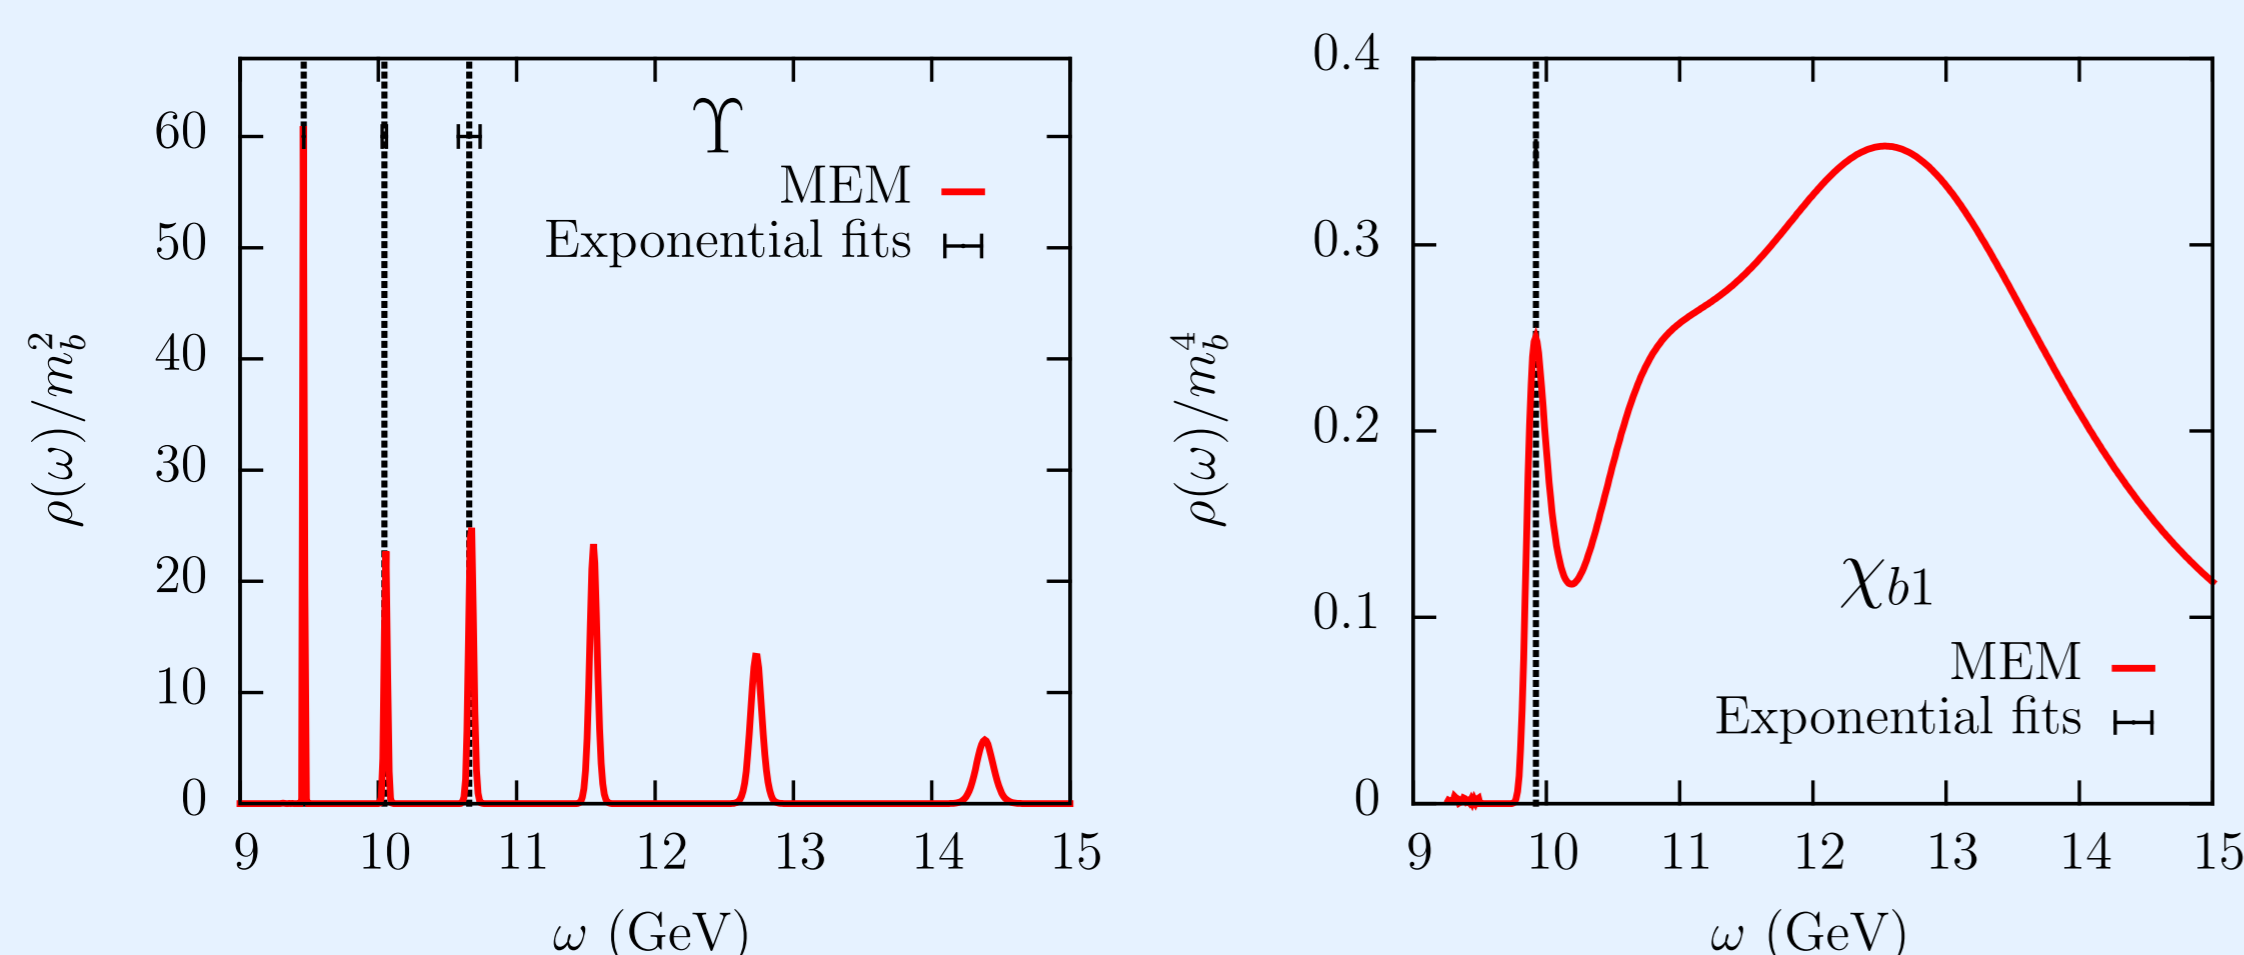 ϒ
MEM
Exponential fits
60
50
40
30
20
10
0
ρ(ω)/m_b^2
9 10 11 12 13 14 15
ω (GeV)
0.4
0.3
0.2
0.1
0
ρ(ω)/m_b^4
χ_{b1}
MEM
Exponential fits
9 10 11 12 13 14 15
ω (GeV)